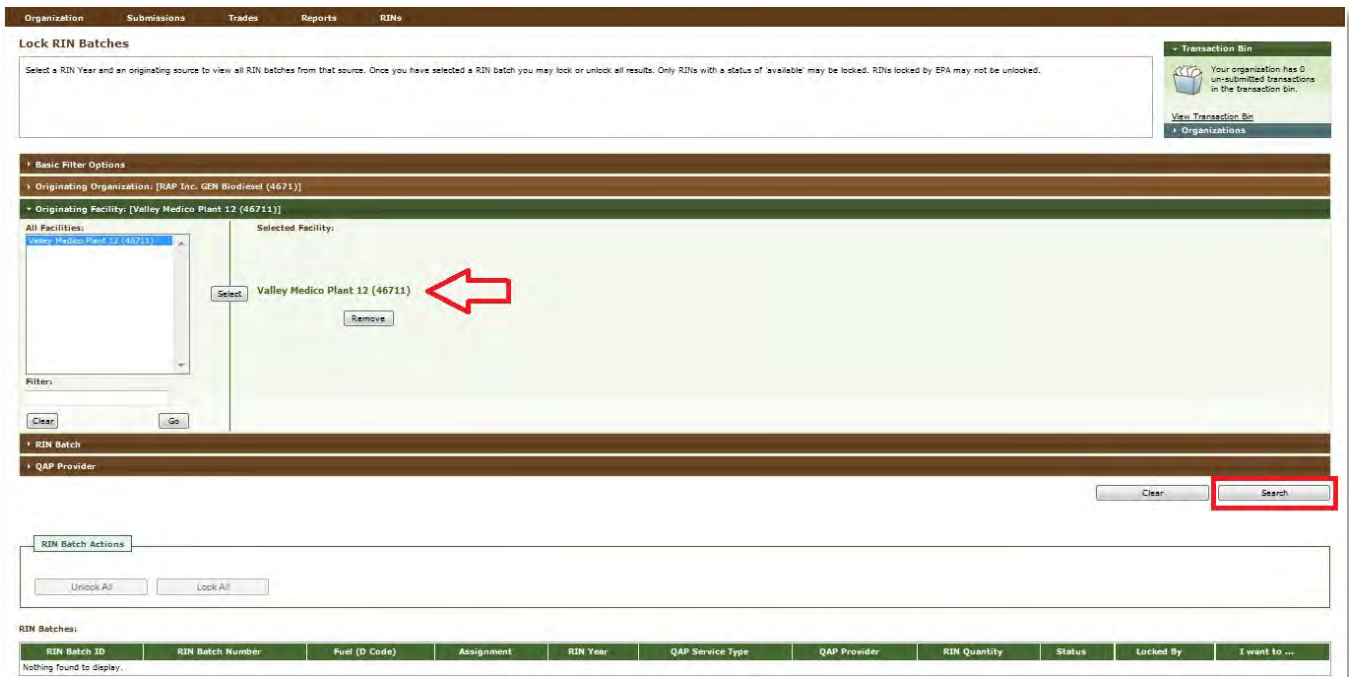 Organization Submissions Trades Reports RINs
Lock RIN Batches
Select a RIN Year and an originating source to view all RIN batches from that source. Once you have selected a RIN batch you may lock or unlock all results. Only RINs with a status of 'available' may be locked. RINs locked by EPA may not be unlocked.
Transaction Bin
Your organization has 0
un-submitted transactions
in the transaction bin.
View Transaction Bin
Organizations
Basic Filter Options
Originating Organization: [RAP Inc. GEN Biodiesel (4671)]
Originating Facility: [Valley Medico Plant 12 (46711)]
All Facilities:
Valley Medico Plant 12 (46711)
Select
Selected Facility:
Valley Medico Plant 12 (46711)
Remove
Filter:
Clear Go
RIN Batch
QAP Provider
Clear Search
RIN Batch Actions
Unlock All Lock All
RIN Batches:
RIN Batch ID RIN Batch Number Fuel (D Code) Assignment RIN Year QAP Service Type QAP Provider RIN Quantity Status Locked By I want to ...
Nothing found to display.